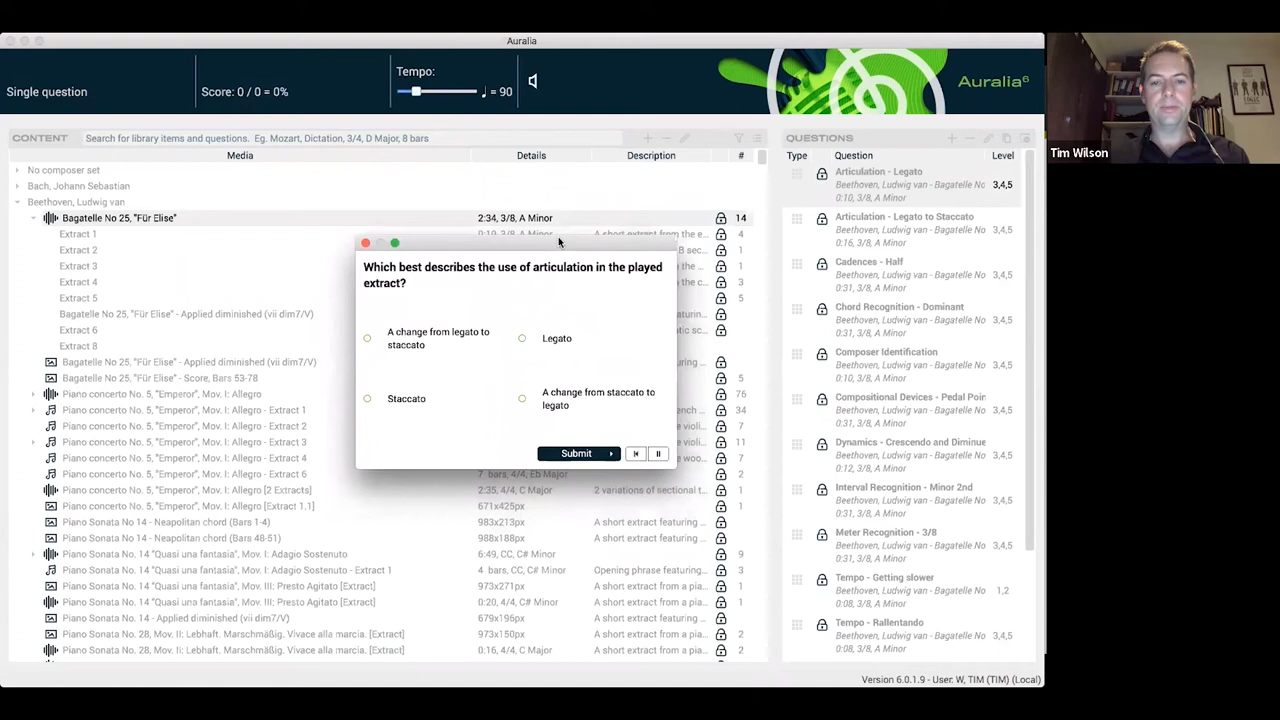 Auralia
Single question
Score: 0 / 0 = 0%
Tempo:
= 90
Auralia6
Tim Wilson
CONTENT
Search for library items and questions. Eg. Mozart, Dictation, 3/4, D Major, 8 bars
Media Details Description #
No composer set
Bach, Johann Sebastian
Beethoven, Ludwig van
Bagatelle No 25, "Für Elise" 2:34, 3/8, A Minor 14
Extract 1 0:10, 3/8, A Minor A short extract from the e... 4
Extract 2 B sec... 1
Extract 3 1
Extract 4 3
Extract 5 5
Bagatelle No 25, "Für Elise" - Applied diminished (vii dim7/V)
Extract 6
Extract 8
Bagatelle No 25, "Für Elise" - Applied diminished (vii dim7/V)
Bagatelle No 25, "Für Elise" - Score, Bars 53-78 5
Piano concerto No. 5, "Emperor", Mov. I: Allegro 76
Piano concerto No. 5, "Emperor", Mov. I: Allegro - Extract 1 34
Piano concerto No. 5, "Emperor", Mov. I: Allegro - Extract 2 1
Piano concerto No. 5, "Emperor", Mov. I: Allegro - Extract 3 11
Piano concerto No. 5, "Emperor", Mov. I: Allegro - Extract 4
Piano concerto No. 5, "Emperor", Mov. I: Allegro - Extract 6 7 bars, 4/4, Eb Major 2
Piano concerto No. 5, "Emperor", Mov. I: Allegro [2 Extracts] 2:35, 4/4, C Major 2 variations of sectional t... 1
Piano concerto No. 5, "Emperor", Mov. I: Allegro [Extract 1.1] 671x425px 1
Piano Sonata No 14 - Neapolitan chord (Bars 1-4) 983x213px A short extract featuring ...
Piano Sonata No. 14 - Neapolitan chord (Bars 48-51) 988x188px A short extract featuring ...
Piano Sonata No. 14 "Quasi una fantasia", Mov. I: Adagio Sostenuto 6:49, CC, C# Minor 9
Piano Sonata No. 14 "Quasi una fantasia", Mov. I: Adagio Sostenuto - Extract 1 4, CC, C# Minor Opening phrase featuring ... 3
Piano Sonata No. 14 "Quasi una fantasia", Mov. III: Presto Agitato [Extract] 973x271px A short extract from a pia... 1
Piano Sonata No. 14 "Quasi una fantasia", Mov. III: Presto Agitato [Extract] 0:20, 4/4, C# Minor A short extract from a pia... 1
Piano Sonata No. 14 - Applied diminished (vii dim7/V) 679x196px A short extract featuring ...
Piano Sonata No. 28, Mov. II: Lebhaft. Marschmäßig. Vivace alla marcia. [Extract] 973x150px A short extract from a pia... 2
Piano Sonata No. 28, Mov. Ii: Lebhaft. Marschmäßig. Vivace alla marcia. [Extract] 0:09, 4/4, F Major A short extract from a pia... 2
Which best describes the use of articulation in the played
extract?
A change from legato to
staccato
Legato
Staccato
A change from staccato to
legato
Submit
QUESTIONS
Type Question Level
Articulation - Legato
Beethoven, Ludwig van - Bagatelle No 3,4,5
0:10, 3/8, A Minor
Articulation - Legato to Staccato
Beethoven, Ludwig van - Bagatelle No 3,4,5
0:16, 3/8, A Minor
Cadences - Half
Beethoven, Ludwig van - Bagatelle No 3,4,5
0:31, 3/8, A Minor
Chord Recognition - Dominant
Beethoven, Ludwig van - Bagatelle No 3,4,5
0:31, 3/8, A Minor
Composer Identification
Beethoven, Ludwig van - Bagatelle No 3,4,5
0:10, 3/8, A Minor
Compositional Devices - Pedal Poin
Beethoven, Ludwig van - Bagatelle No 3,4,5
0:31, 3/8, A Minor
Dynamics - Crescendo and Diminue
Beethoven, Ludwig van - Bagatelle No 3,4,5
0:12, 3/8, A Minor
Interval Recognition - Minor 2nd
Beethoven, Ludwig van - Bagatelle No 3,4,5
0:31, 3/8, A Minor
Meter Recognition - 3/8
Beethoven, Ludwig van - Bagatelle No 3,4,5
0:31, 3/8, A Minor
Tempo - Getting slower
Beethoven, Ludwig van - Bagatelle No 1,2
0:08, 3/8, A Minor
Tempo - Rallentando
Beethoven, Ludwig van - Bagatelle No 3,4,5
0:08, 3/8, A Minor
Version 6.0.1.9 - User: W, TIM (TIM) (Local)